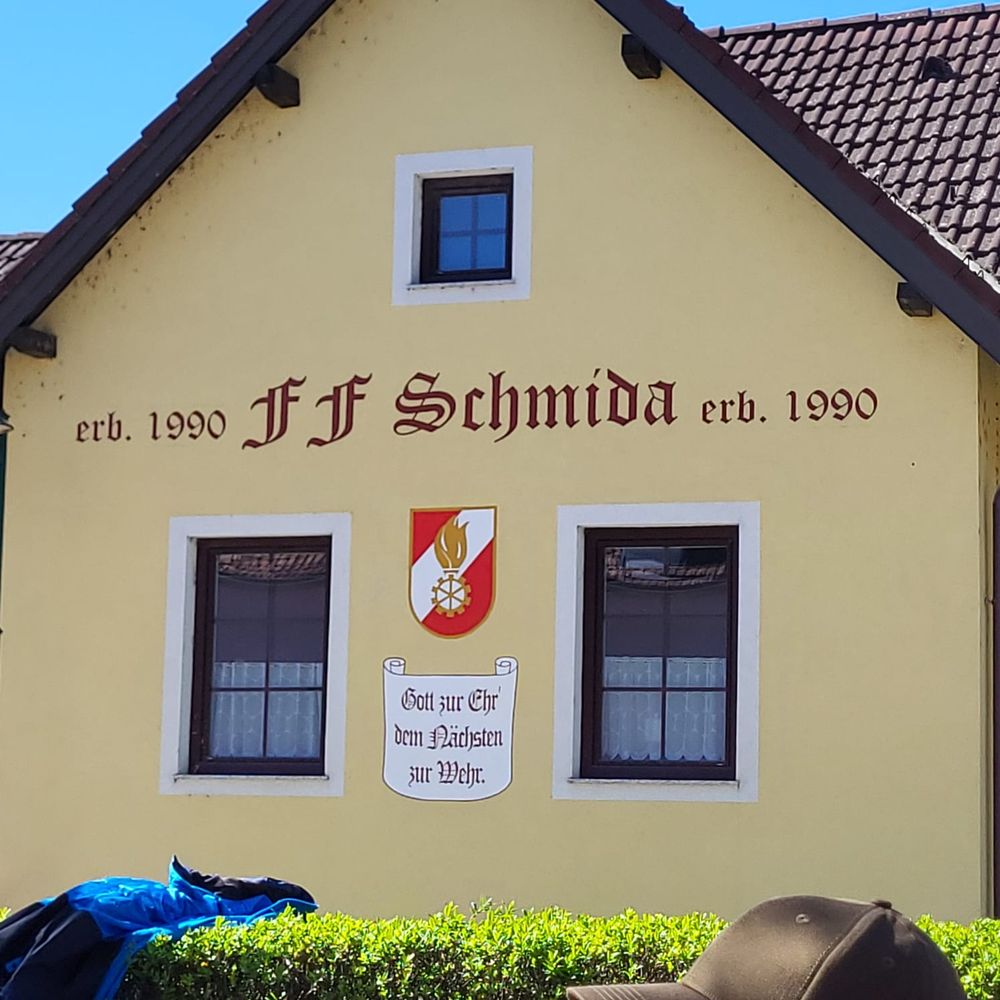 erb. 1990 FF Schmida erb. 1990
Gott zur Ehr'
dem Nächsten
zur Wehr.